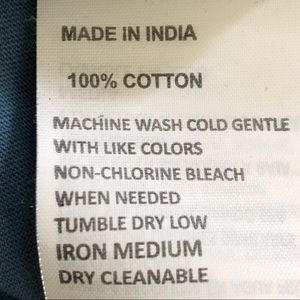 MADE IN INDIA
100% COTTON
MACHINE WASH COLD GENTLE
WITH LIKE COLORS
NON-CHLORINE BLEACH
WHEN NEEDED
TUMBLE DRY LOW
IRON MEDIUM
DRY CLEANABLE